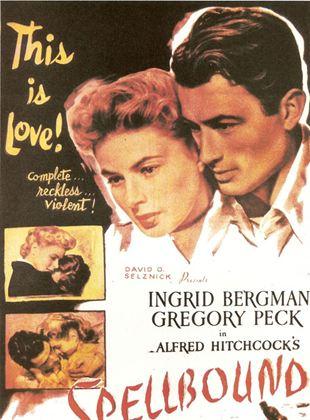 This
is
Love!
complete...
reckless...
violent!
DAVID O.
SELZNICK Presents
INGRID BERGMAN
GREGORY PECK
in
ALFRED HITCHCOCK'S
SPELLBOUND